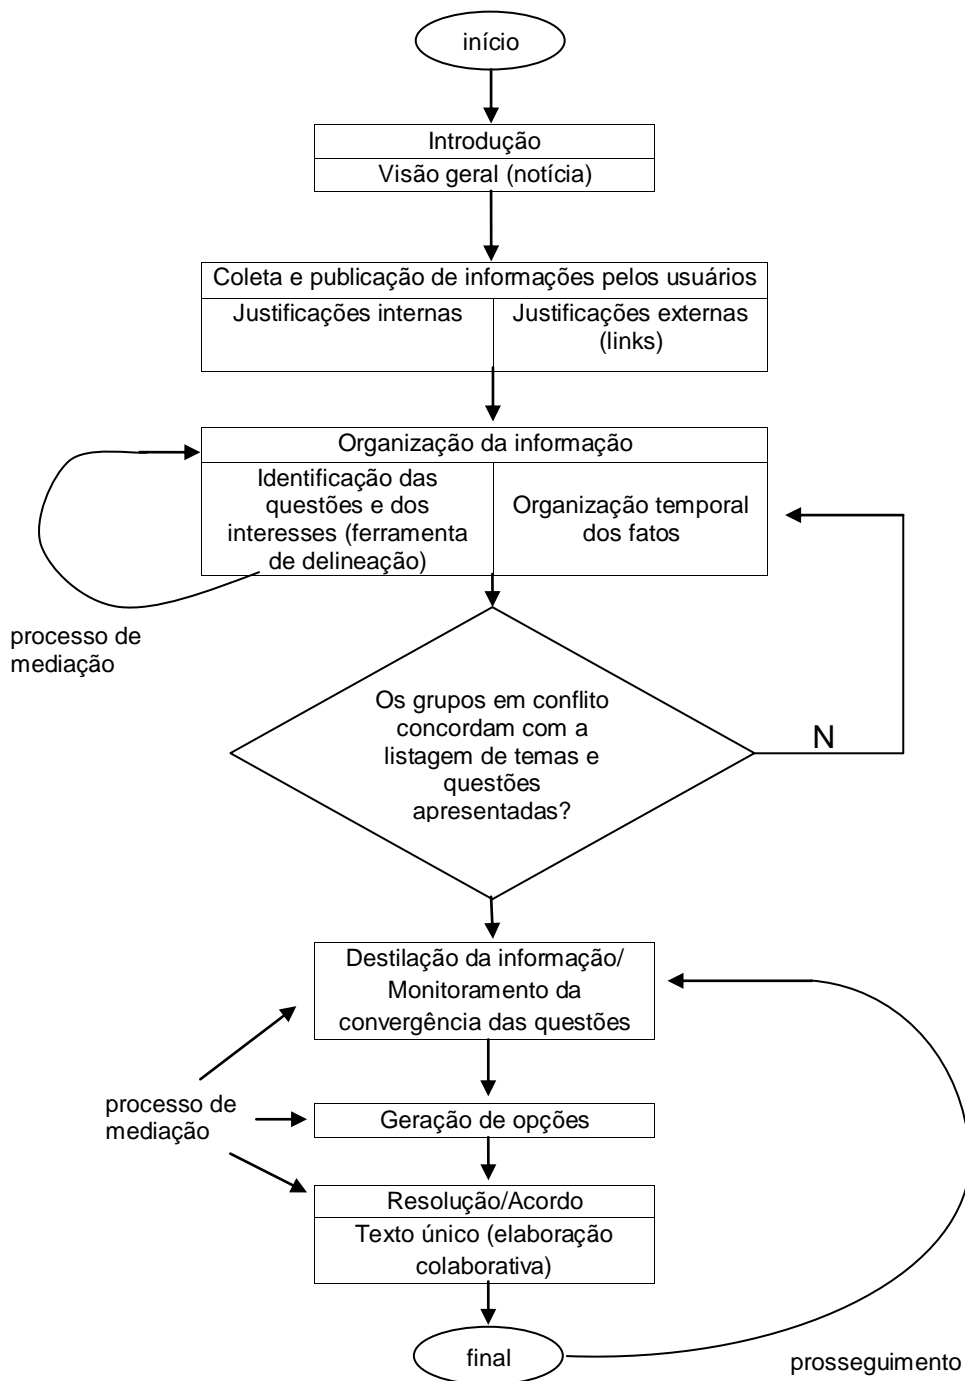 início
Introdução
Visão geral (notícia)
Coleta e publicação de informações pelos usuários
Justificações internas
Justificações externas
(links)
Organização da informação
Identificação das
questões e dos
interesses (ferramenta
de delineação)
Organização temporal
dos fatos
processo de
mediação
Os grupos em conflito
concordam com a
listagem de temas e
questões
apresentadas?
N
Destilação da informação/
Monitoramento da
convergência das questões
processo de
mediação
Geração de opções
Resolução/Acordo
Texto único (elaboração
colaborativa)
final
prosseguimento